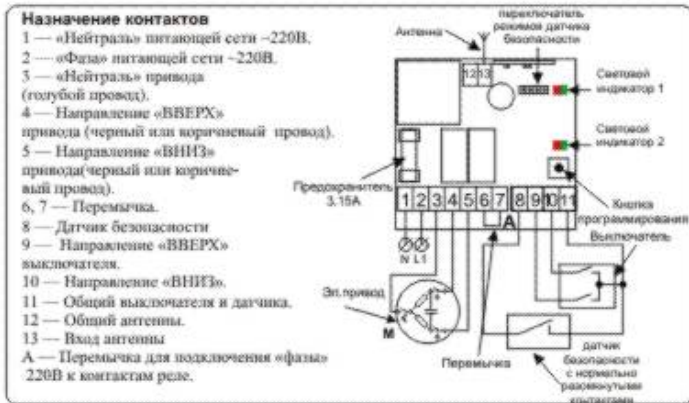 Назначение контактов
1 — «Нейтраль» питающей сети ~220В.
2 — «Фаза» питающей сети ~220В.
3 — «Нейтраль» привода
(голубой провод).
4 — Направление «ВВЕРХ»
привода (черный или коричневый провод).
5 — Направление «ВНИЗ»
привода(черный или коричне-
вый провод).
6, 7 — Перемычка.
8 — Датчик безопасности
9 — Направление «ВВЕРХ»
выключателя.
10 — Направление «ВНИЗ».
11 — Общий выключателя и датчика.
12 — Общий антенны.
13 — Вход антенны
А — Перемычка для подключения «фазы»
220В к контактам реле.
переключатель
режимов датчика
безопасности
Антенна
12 13
Световой
индикатор 1
Световой
индикатор 2
Предохранитель
3.15А
1 2 3 4 5 6 7 8 9 10 11
А
Кнопка
программирования
Выключатель
N L1
Эл.привод
М
Перемычка
датчик
безопасности
с нормально
разомкнутыми
контактами